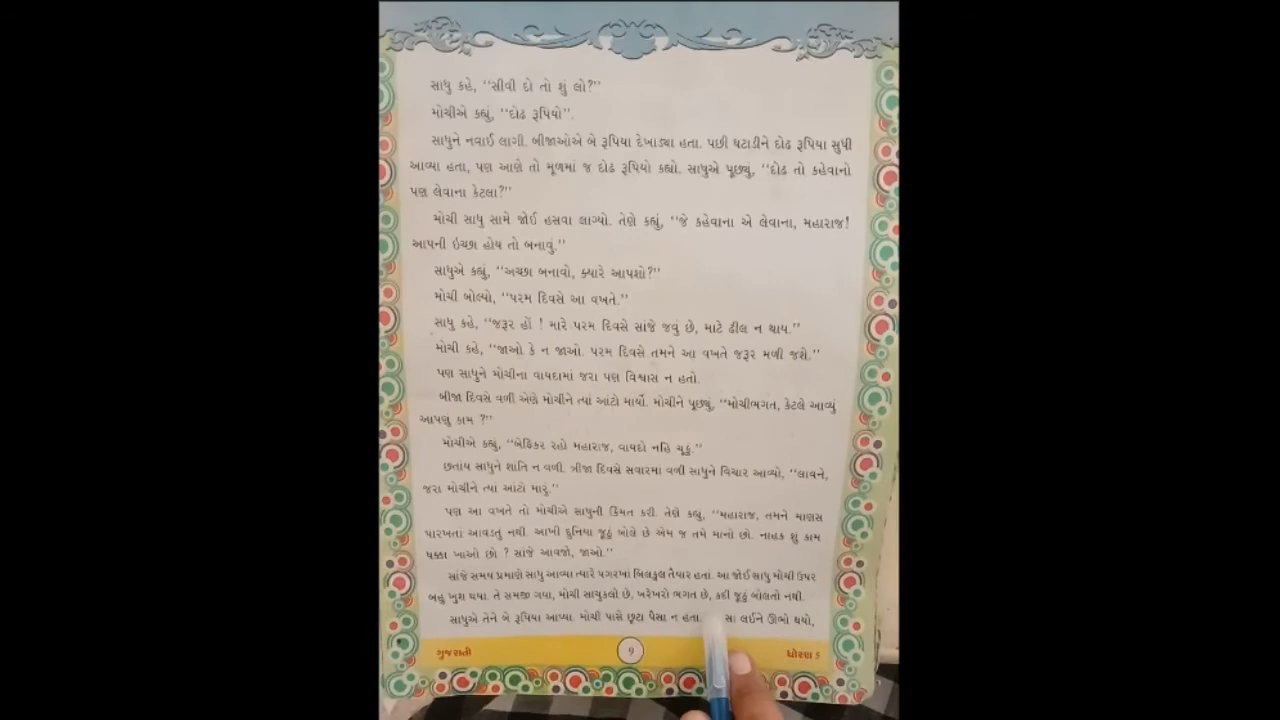 સાધુ કહે, “સીવી દો તો શું લો?”
મોચીએ કહ્યું, “દોઢ રૂપિયો”.
સાધુને નવાઈ લાગી. બીજાઓએ બે રૂપિયા દેખાડ્યા હતા. પછી ઘટાડીને દોઢ રૂપિયા સુધી
આવ્યા હતા, પણ આણે તો મૂળમાં જ દોઢ રૂપિયો કહ્યો. સાધુએ પૂછ્યું, “દોઢ તો કહેવાનો
પણ લેવાના કેટલા?”
મોચી સાધુ સામે જોઈ હસવા લાગ્યો. તેણે કહ્યું, “જે કહેવાના એ લેવાના, મહારાજ!
આપની ઇચ્છા હોય તો બનાવું.”
સાધુએ કહ્યું, “અચ્છા બનાવો, ક્યારે આપશો?”
મોચી બોલ્યો, “પરમ દિવસે આ વખતે.”
સાધુ કહે, “જરૂર હોં ! મારે પરમ દિવસે સાંજે જવું છે, માટે ઢીલ ન થાય.”
મોચી કહે, “જાઓ કે ન જાઓ. પરમ દિવસે તમને આ વખતે જરૂર મળી જશે.”
પણ સાધુને મોચીના વાયદામાં જરા પણ વિશ્વાસ ન હતો.
બીજા દિવસે વળી એણે મોચીને ત્યાં આંટો માર્યો. મોચીને પૂછ્યું, “મોચીભગત, કેટલે આવ્યું
આપણુ કામ ?”
મોચીએ કહ્યુ, “બેફિકર રહો મહારાજ, વાયદો નહિ ચૂકું.”
છતાંય સાધુને શાંતિ ન વળી. ત્રીજા દિવસે સવારમાં વળી સાધુને વિચાર આવ્યો, “લાવને,
જરા મોચીને ત્યા આંટો મારૂ.”
પણ આ વખતે તો મોચીએ સાધુની કિંમત કરી. તેણે કહ્યુ, “મહારાજ, તમને માણસ
પારખતાં આવડતુ નથી. આખી દુનિયા જૂઠું બોલે છે એમ જ તમે માનો છો. નાહક શુ કામ
ધક્કા ખાઓ છો ? સાંજે આવજો, જાઓ.”
સાંજે સમય પ્રમાણે સાધુ આવ્યા ત્યારે પગરખાં બિલકુલ તૈયાર હતાં. આ જોઈ સાધુ મોચી ઉપર
બહુ ખુશ થયા. તે સમજી ગયા, મોચી સાચુકલો છે, ખરેખરો ભગત છે, કદી જૂઠું બોલતો નથી.
સાધુએ તેને બે રૂપિયા આપ્યા. મોચી પાસે છૂટા પૈસા ન હતા. સા લઈને ઊભો થયો,
ગુજરાતી 9 ધોરણ 5